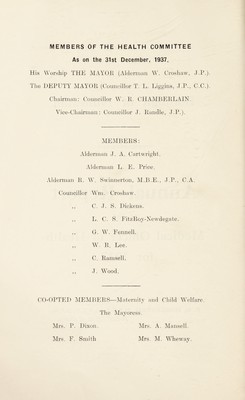 MEMBERS OF THE HEALTH COMMITTEE
As on the 31st December, 1937.
His Worship THE MAYOR (Alderman W. Croshaw, J.P.).
The DEPUTY MAYOR (Councillor T. L. Liggins, J.P., C.C.).
Chairman: Councillor W. R. CHAMBERLAIN.
Vice-Chairman: Councillor J. Randle, J.P.).
MEMBERS:
Alderman J. A. Cartwright.
Alderman L. E. Price.
Alderman R. W. Swinnerton, M.B.E., J.P., C.A.
Councillor Wm. Croshaw.
,, C. J. S. Dickens.
,, L. C. S. FitzRoy-Newdegate.
,, G. W. Fennell.
,, W. R. Lee.
,, C. Ramsell.
,, J. Wood.
CO-OPTED MEMBERS—Maternity and Child Welfare.
The Mayoress.
Mrs. P. Dixon. Mrs. A. Mansell.
Mrs. F. Smith Mrs. M. Wheway.